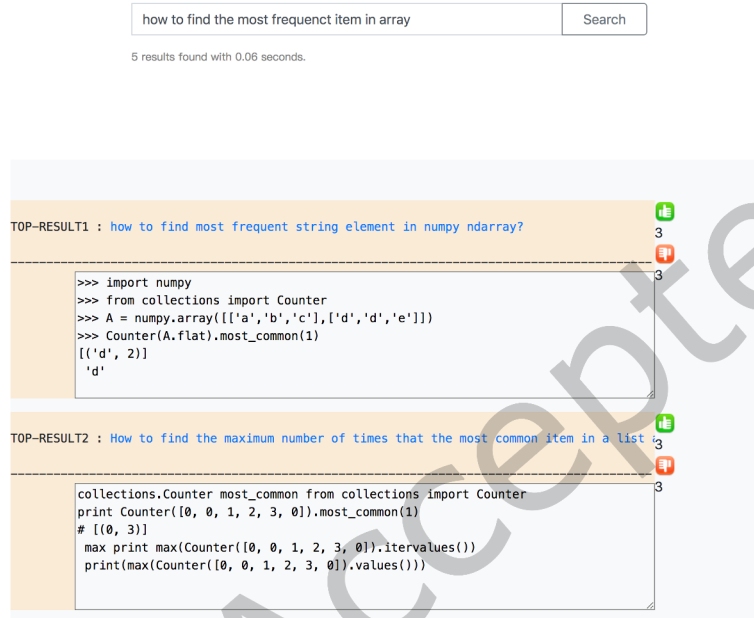 how to find the most frequenct item in array
Search
5 results found with 0.06 seconds.
TOP-RESULT1 : how to find most frequent string element in numpy ndarray?
3
3
>>> import numpy
>>> from collections import Counter
>>> A = numpy.array([['a','b','c'],['d','d','e']])
>>> Counter(A.flat).most_common(1)
[('d', 2)]
'd'
TOP-RESULT2 : How to find the maximum number of times that the most common item in a list
3
3
collections.Counter most_common from collections import Counter
print Counter([0, 0, 1, 2, 3, 0]).most_common(1)
# [(0, 3)]
max print max(Counter([0, 0, 1, 2, 3, 0]).itervalues())
print(max(Counter([0, 0, 1, 2, 3, 0]).values()))
Accepte